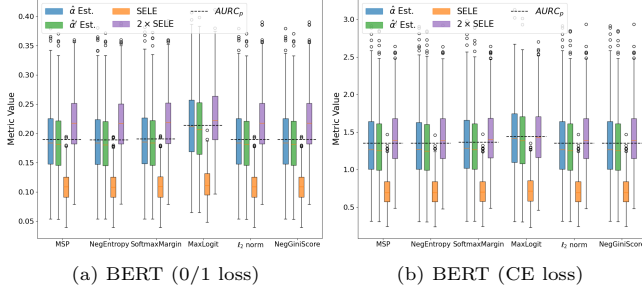 α̂ Est.
α̂′ Est.
SELE
2 × SELE
AURCₚ
Metric Value
0.40
0.35
0.30
0.25
0.20
0.15
0.10
0.05
MSP NegEntropy SoftmaxMargin MaxLogit ℓ₂ norm NegGiniScore
(a) BERT (0/1 loss)
α̂ Est.
α̂′ Est.
SELE
2 × SELE
AURCₚ
Metric Value
3.0
2.5
2.0
1.5
1.0
0.5
MSP NegEntropy SoftmaxMargin MaxLogit ℓ₂ norm NegGiniScore
(b) BERT (CE loss)